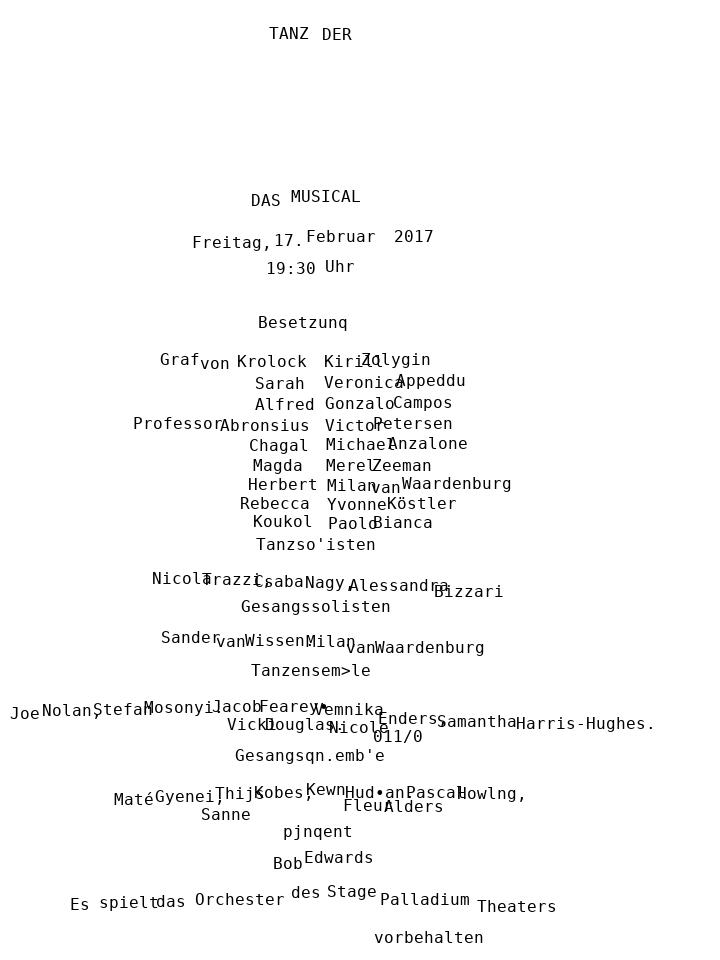 TANZ DER
DAS MUSICAL
Freitag, 17. Februar 2017
19:30 Uhr
Besetzunq
Graf von Krolock Kirill Zolygin
Sarah Veronica Appeddu
Alfred Gonzalo Campos
Professor Abronsius Victor Petersen
Chagal Michael Anzalone
Magda Merel Zeeman
Herbert Milan van Waardenburg
Rebecca Yvonne Köstler
Koukol Paolo Bianca
Tanzso'isten
Nicola Trazzi, Csaba Nagy, Alessandra Bizzari
Gesangssolisten
Sander van Wissen, Milan van Waardenburg
Tanzensem>le
Joe Nolan, Stefan Mosonyi. Jacob Fearey• Vemnika Enders, Samantha Harris-Hughes.
Vicki Douglas. Nicole 011/0
Gesangsqn.emb'e
Maté Gyenei, Thijs Kobes, Kewn Hud•an. Pascal Howlng,
Sanne Fleur Alders
pjnqent
Bob Edwards
Es spielt das Orchester des Stage Palladium Theaters
vorbehalten